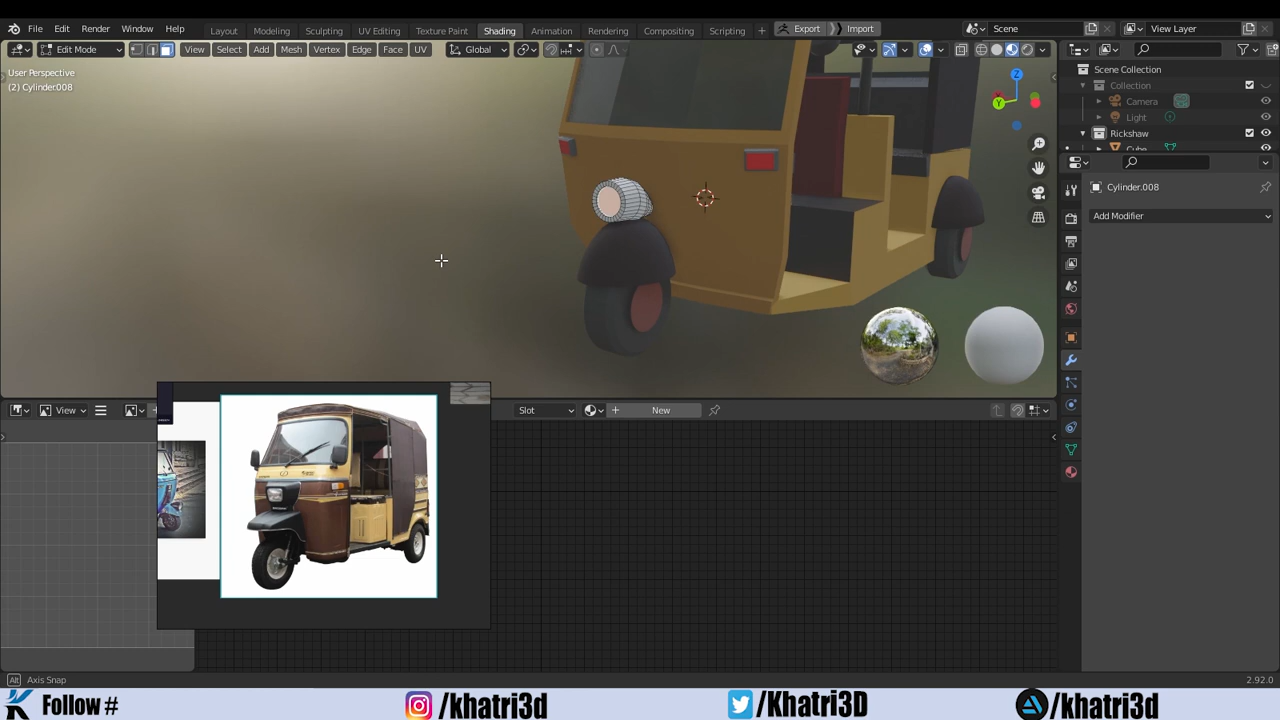 File Edit Render Window Help Layout Modeling Sculpting UV Editing Texture Paint Shading Animation Rendering Compositing Scripting + Export Import Scene View Layer
Edit Mode View Select Add Mesh Vertex Edge Face UV Global
User Perspective
(2) Cylinder.008
Z
Y
Scene Collection
Collection
Camera
Light
Rickshaw
Cube
Cylinder.008
Add Modifier
View Slot + New
Alt Axis Snap 2.92.0
Follow # /khatri3d /Khatri3D /khatri3d